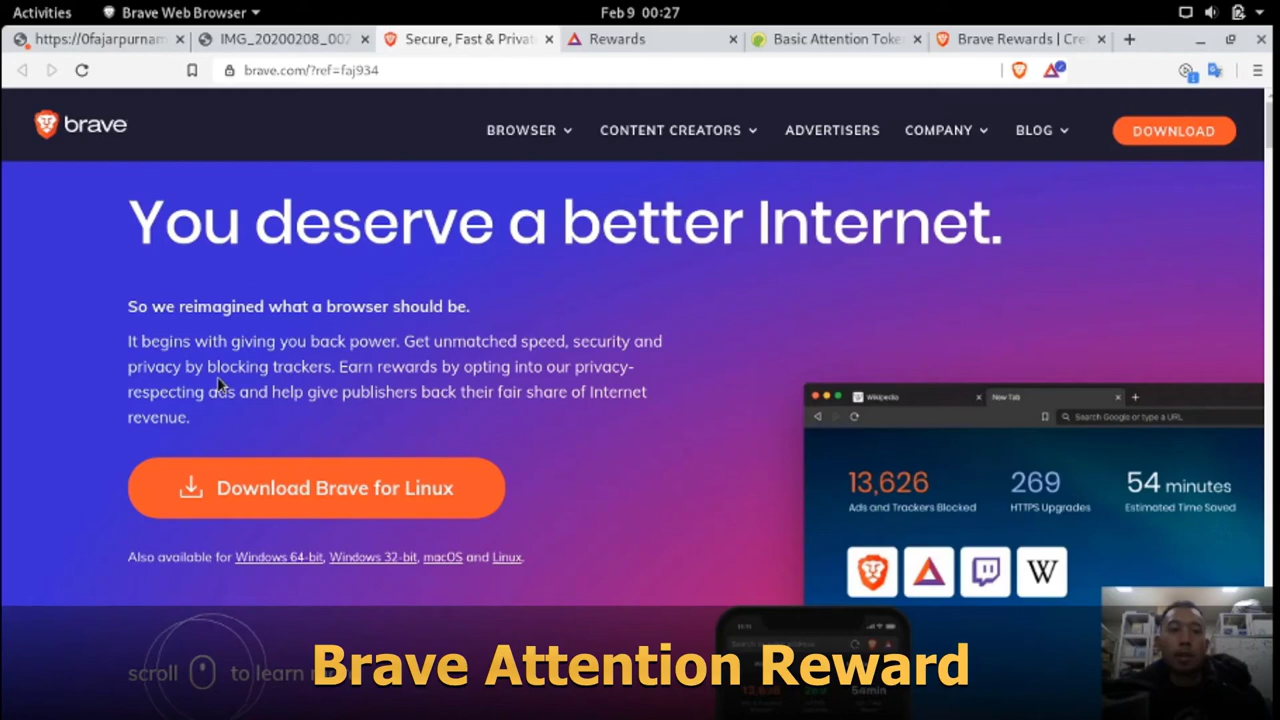 Activities
Brave Web Browser
Feb 9 00:27
https://0fajarpurnam
IMG_20200208_002
Secure, Fast & Privat
Rewards
Basic Attention Toke
Brave Rewards | Cre
brave.com/?ref=faj934
brave
BROWSER
CONTENT CREATORS
ADVERTISERS
COMPANY
BLOG
DOWNLOAD
You deserve a better Internet.
So we reimagined what a browser should be.
It begins with giving you back power. Get unmatched speed, security and
privacy by blocking trackers. Earn rewards by opting into our privacy-
respecting ads and help give publishers back their fair share of Internet
revenue.
Download Brave for Linux
Also available for Windows 64-bit, Windows 32-bit, macOS and Linux.
Wikipedia
New Tab
Search Google or type a URL
13,626
Ads and Trackers Blocked
269
HTTPS Upgrades
54 minutes
Estimated Time Saved
W
scroll to learn
Brave Attention Reward